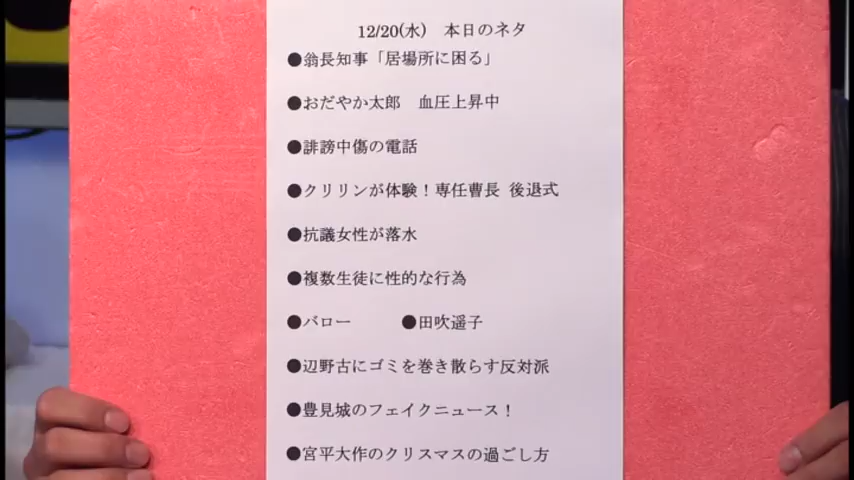 12/20(水) 本日のネタ
●翁長知事「居場所に困る」
●おだやか太郎 血圧上昇中
●誹謗中傷の電話
●クリリンが体験！専任曹長 後退式
●抗議女性が落水
●複数生徒に性的な行為
●バロー ●田吹遥子
●辺野古にゴミを巻き散らす反対派
●豊見城のフェイクニュース！
●宮平大作のクリスマスの過ごし方